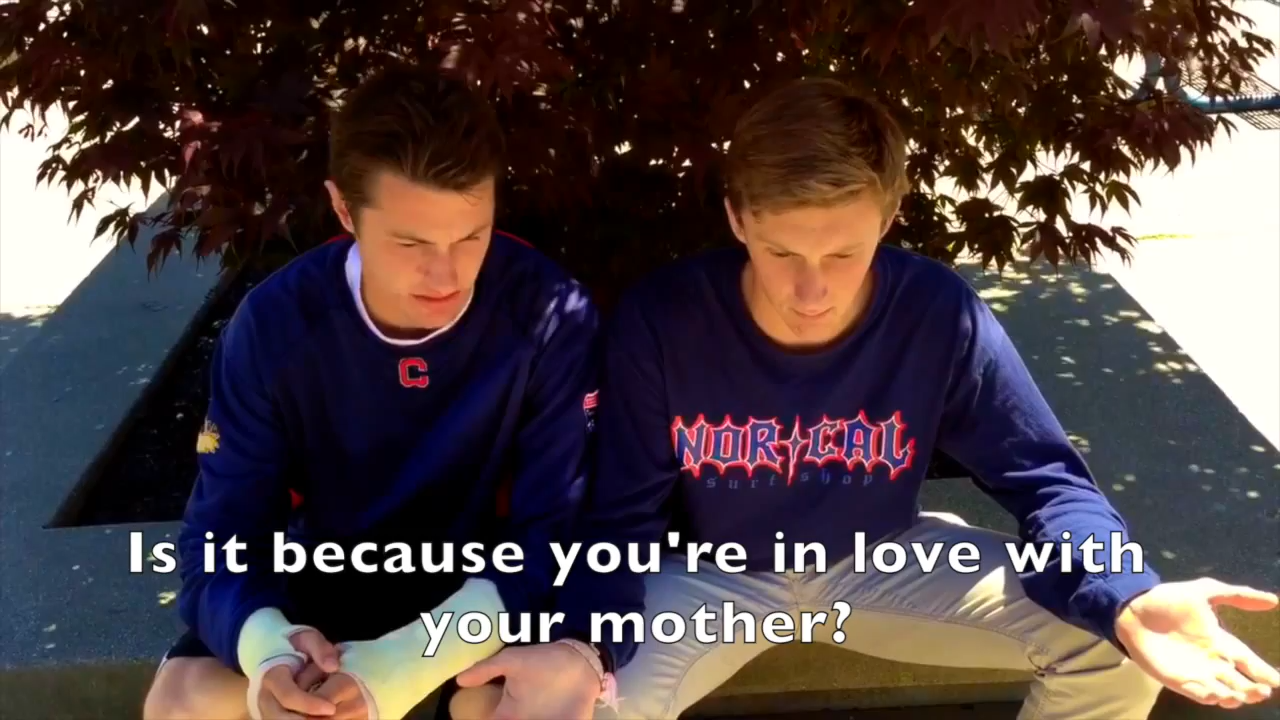 C
NOR CAL
surf shop
Is it because you're in love with
your mother?